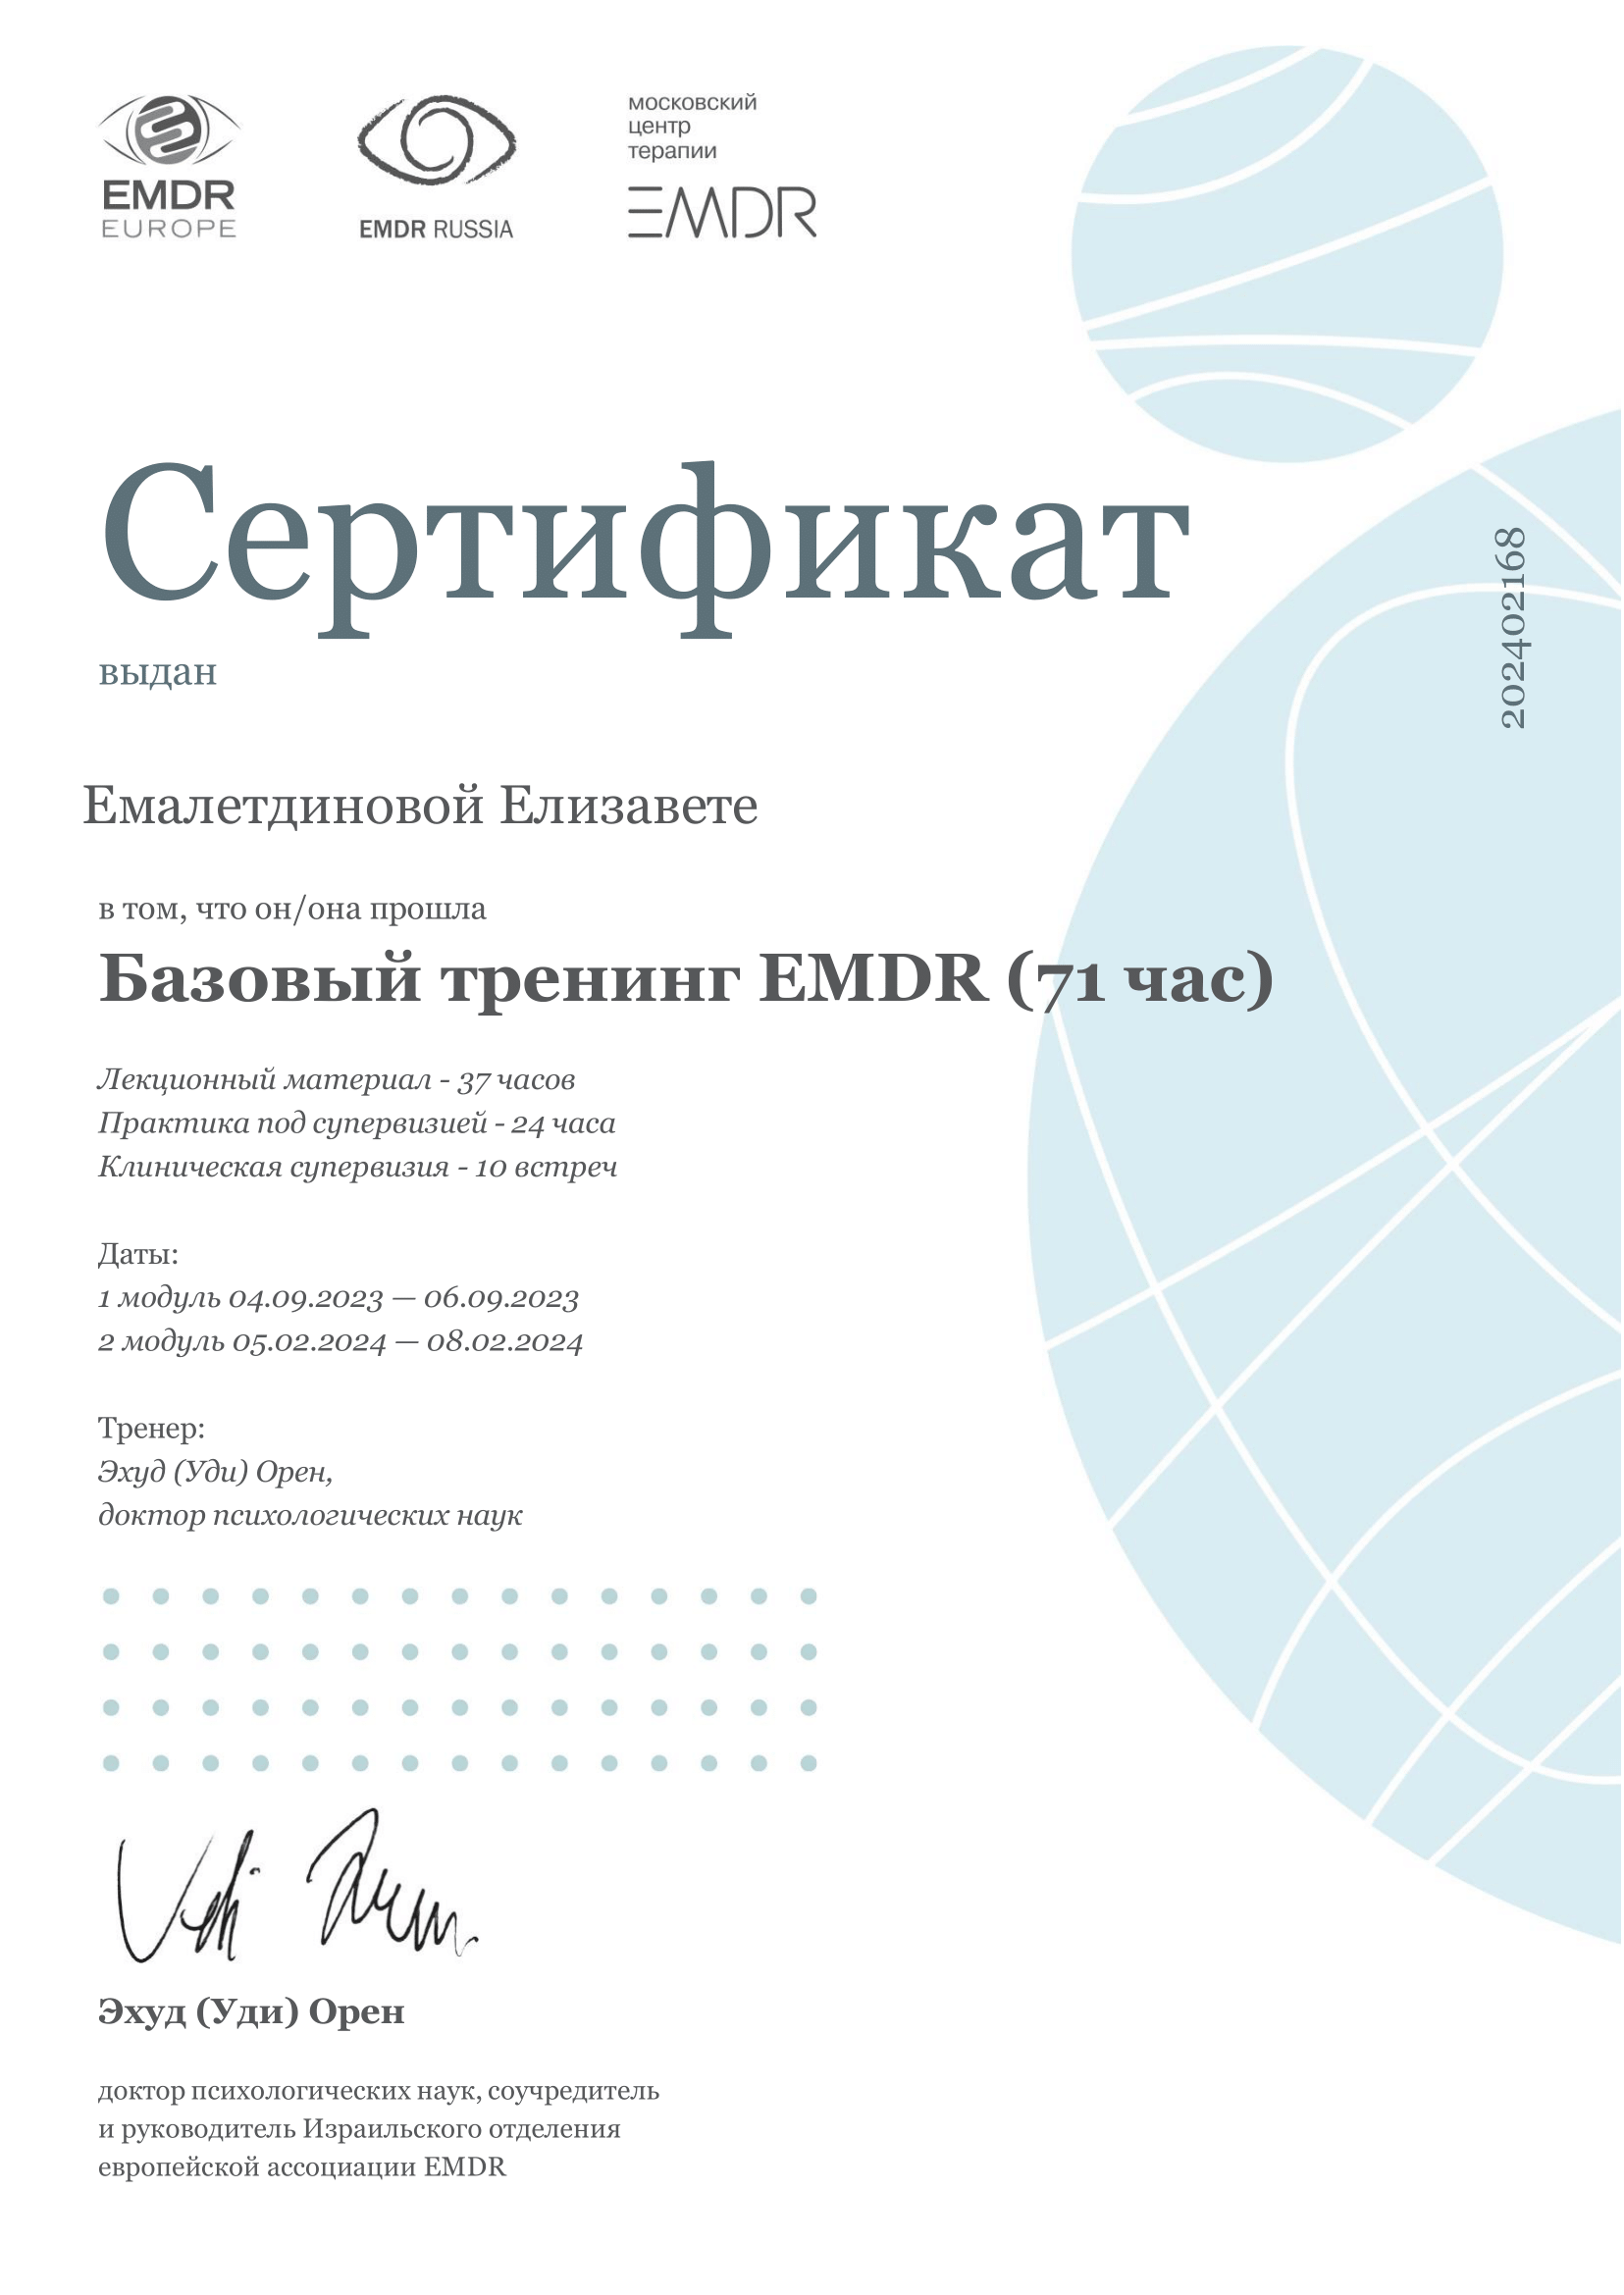 EMDR
EUROPE
EMDR RUSSIA
московский
центр
терапии
EMDR
Сертификат
выдан
202402168
Емалетдиновой Елизавете
в том, что он/она прошла
Базовый тренинг EMDR (71 час)
Лекционный материал - 37 часов
Практика под супервизией - 24 часа
Клиническая супервизия - 10 встреч
Даты:
1 модуль 04.09.2023 — 06.09.2023
2 модуль 05.02.2024 — 08.02.2024
Тренер:
Эхуд (Уди) Орен,
доктор психологических наук
Эхуд (Уди) Орен
доктор психологических наук, соучредитель
и руководитель Израильского отделения
европейской ассоциации EMDR